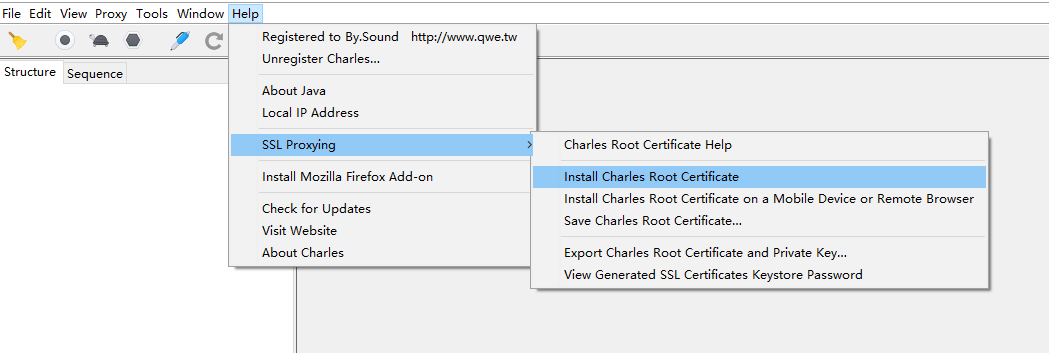 File Edit View Proxy Tools Window Help
Registered to By.Sound http://www.qwe.tw
Unregister Charles...
Structure Sequence
About Java
Local IP Address
SSL Proxying
Charles Root Certificate Help
Install Mozilla Firefox Add-on
Install Charles Root Certificate
Install Charles Root Certificate on a Mobile Device or Remote Browser
Check for Updates
Save Charles Root Certificate...
Visit Website
About Charles
Export Charles Root Certificate and Private Key...
View Generated SSL Certificates Keystore Password